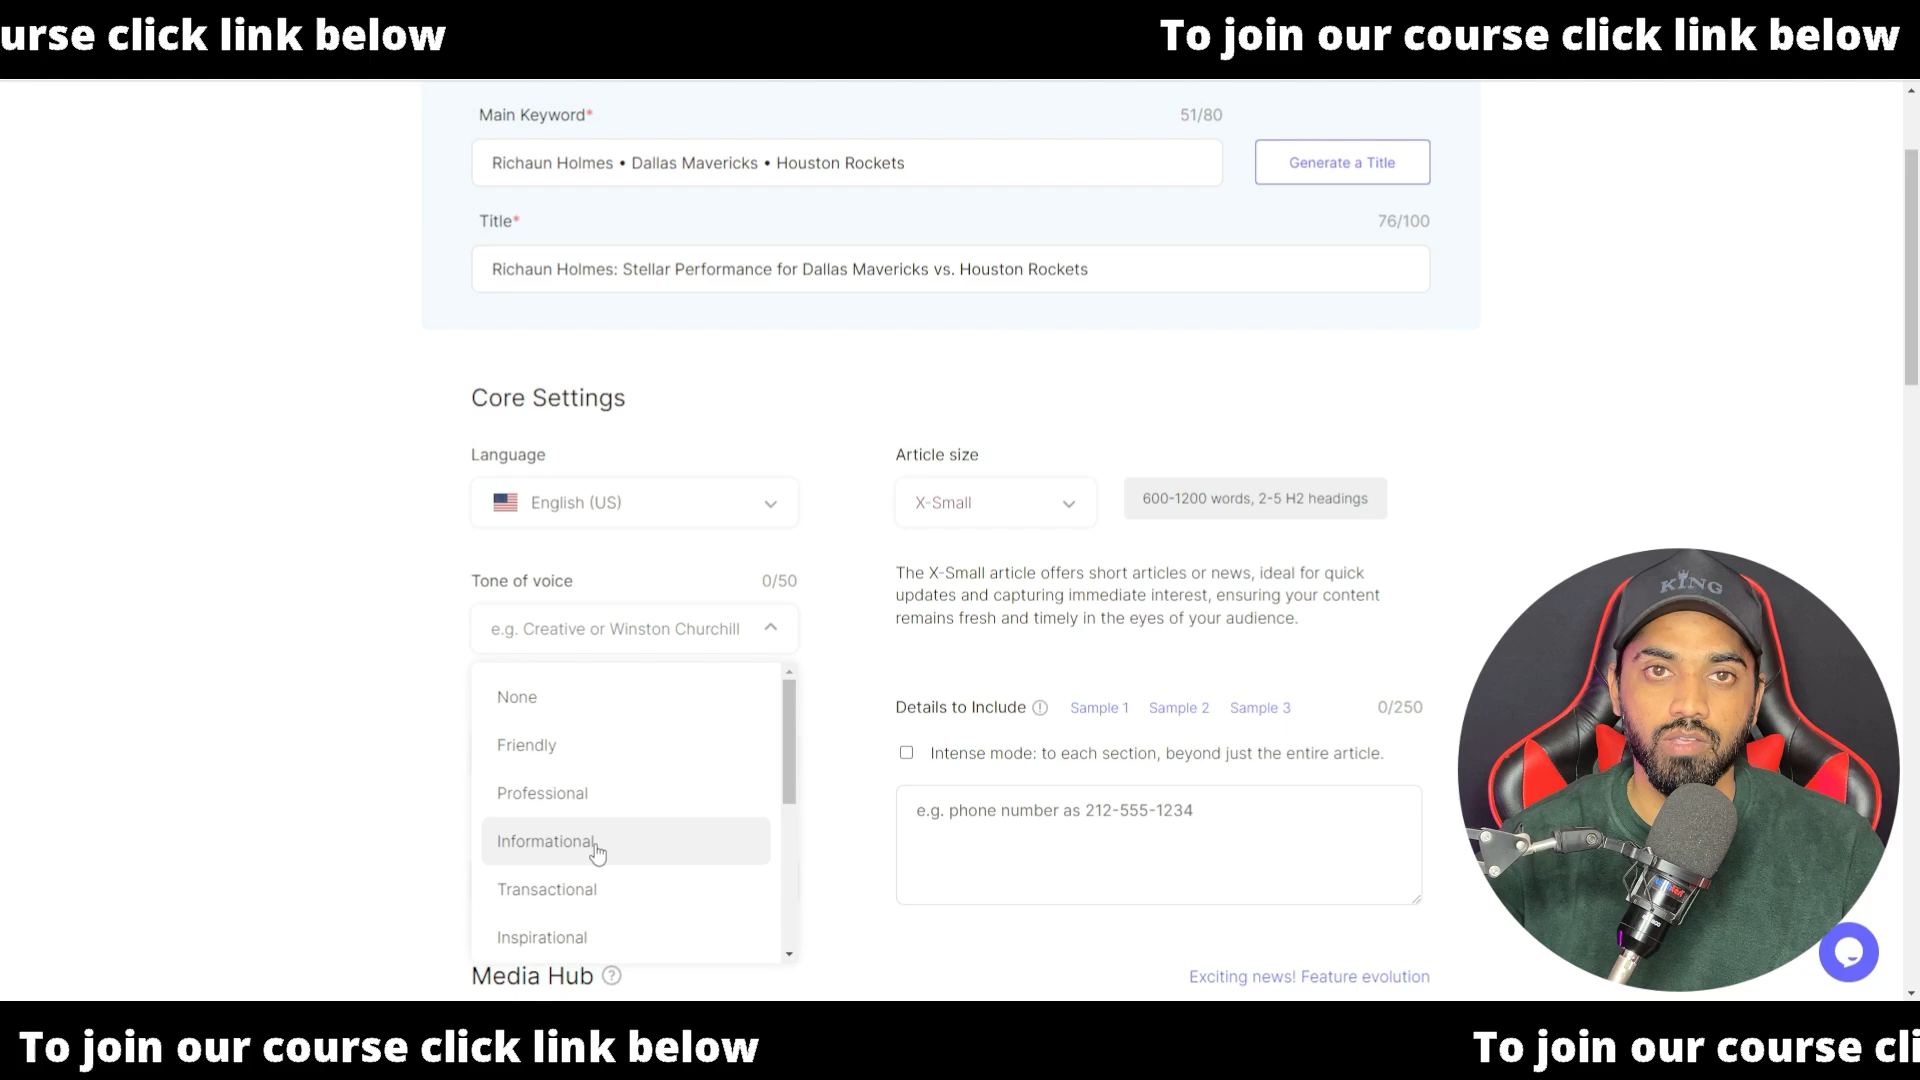 urse click link below
To join our course click link below
Main Keyword*
51/80
Richaun Holmes • Dallas Mavericks • Houston Rockets
Generate a Title
Title*
76/100
Richaun Holmes: Stellar Performance for Dallas Mavericks vs. Houston Rockets
Core Settings
Language
English (US)
Article size
X-Small
600-1200 words, 2-5 H2 headings
Tone of voice
0/50
e.g. Creative or Winston Churchill
The X-Small article offers short articles or news, ideal for quick
updates and capturing immediate interest, ensuring your content
remains fresh and timely in the eyes of your audience.
None
Friendly
Professional
Informational
Transactional
Inspirational
Details to Include
Sample 1
Sample 2
Sample 3
0/250
Intense mode: to each section, beyond just the entire article.
e.g. phone number as 212-555-1234
KING
Media Hub
Exciting news! Feature evolution
To join our course click link below
To join our course cli